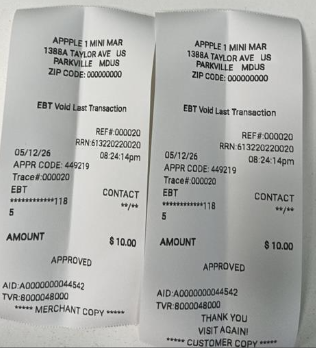 APPPLE 1 MINI MAR
1388A TAYLOR AVE US
PARKVILLE MDUS
ZIP CODE: 000000000
EBT Void Last Transaction
REF#:000020
RRN:613220220020
05/12/26 08:24:14pm
APPR CODE: 449219
Trace#:000020
EBT CONTACT
************118 **/**
5
AMOUNT $ 10.00
APPROVED
AID:A0000000044542
TVR:8000048000
***** MERCHANT COPY *****
APPPLE 1 MINI MAR
1388A TAYLOR AVE US
PARKVILLE MDUS
ZIP CODE: 000000000
EBT Void Last Transaction
REF#:000020
RRN:613220220020
05/12/26 08:24:14pm
APPR CODE: 449219
Trace#:000020
EBT CONTACT
************118 **/**
5
AMOUNT $ 10.00
APPROVED
AID:A0000000044542
TVR:8000048000
THANK YOU
VISIT AGAIN!
***** CUSTOMER COPY *****